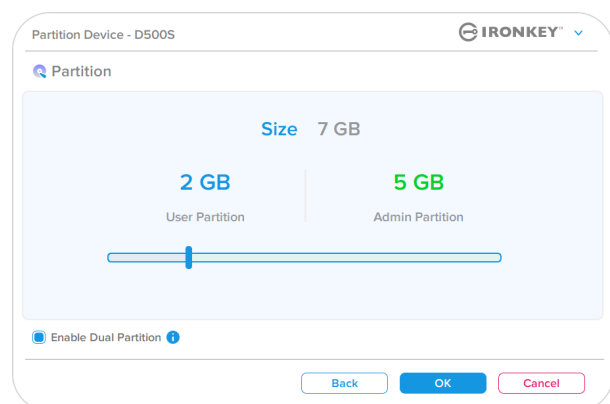 Partition Device - D500S
IRONKEY™
Partition
Size 7 GB
2 GB 5 GB
User Partition Admin Partition
Enable Dual Partition i
Back OK Cancel